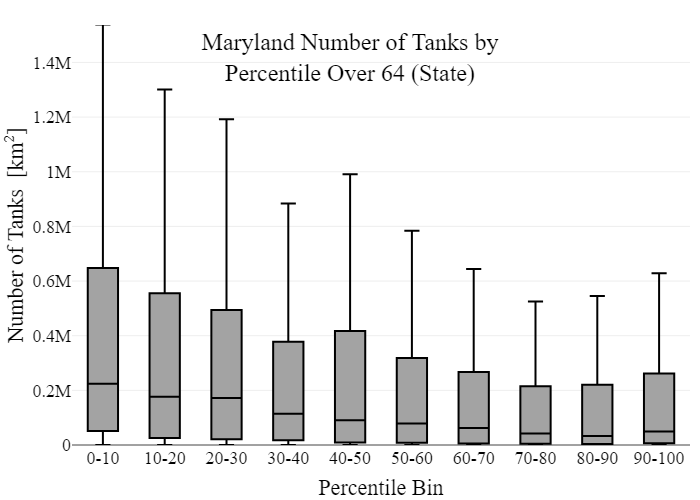 Maryland Number of Tanks by
Percentile Over 64 (State)
Number of Tanks [km²]
1.4M
1.2M
1M
0.8M
0.6M
0.4M
0.2M
0
0-10 10-20 20-30 30-40 40-50 50-60 60-70 70-80 80-90 90-100
Percentile Bin